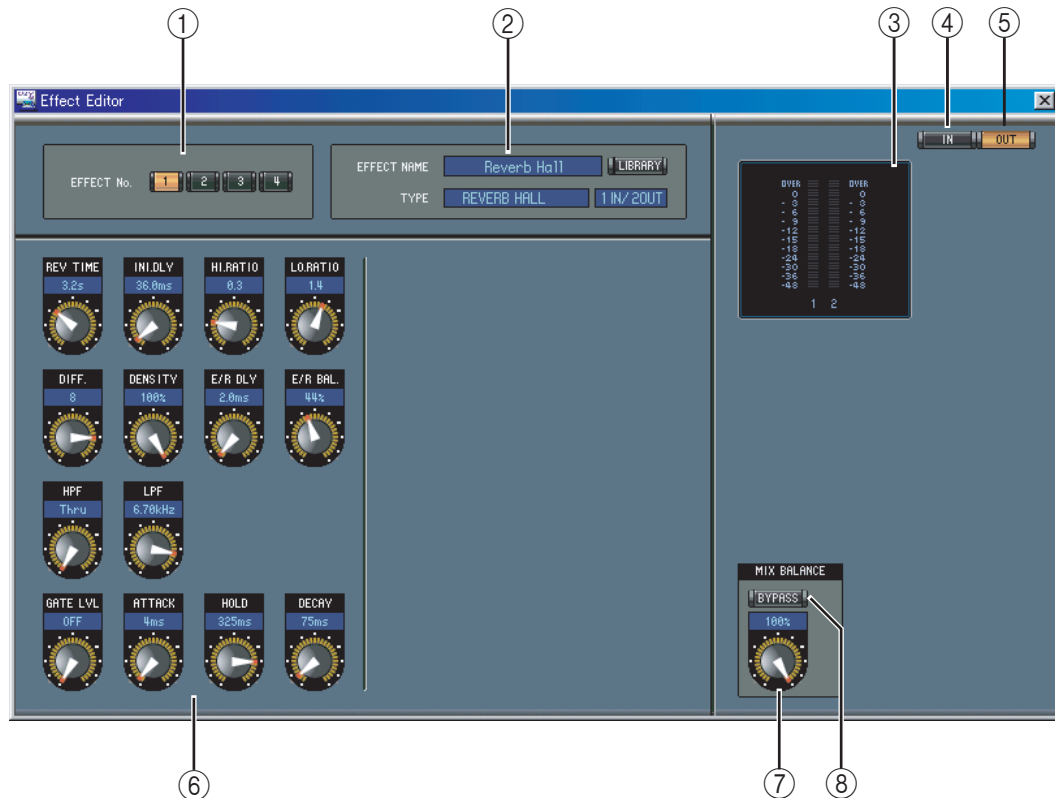 ① ② ③ ④ ⑤
Effect Editor
IN OUT
EFFECT No. 1 2 3 4
EFFECT NAME Reverb Hall LIBRARY
TYPE REVERB HALL 1 IN/ 2OUT
OVER OVER
0 0
- 3 - 3
- 6 - 6
- 9 - 9
-12 -12
-15 -15
-18 -18
-24 -24
-30 -30
-36 -36
-48 -48
1 2
REV TIME INI.DLY HI.RATIO LO.RATIO
3.2s 36.0ms 0.3 1.4
DIFF. DENSITY E/R DLY E/R BAL.
8 100% 2.0ms 44%
HPF LPF
Thru 6.70kHz
GATE LVL ATTACK HOLD DECAY
OFF 4ms 325ms 75ms
MIX BALANCE
BYPASS
100%
⑥ ⑦ ⑧